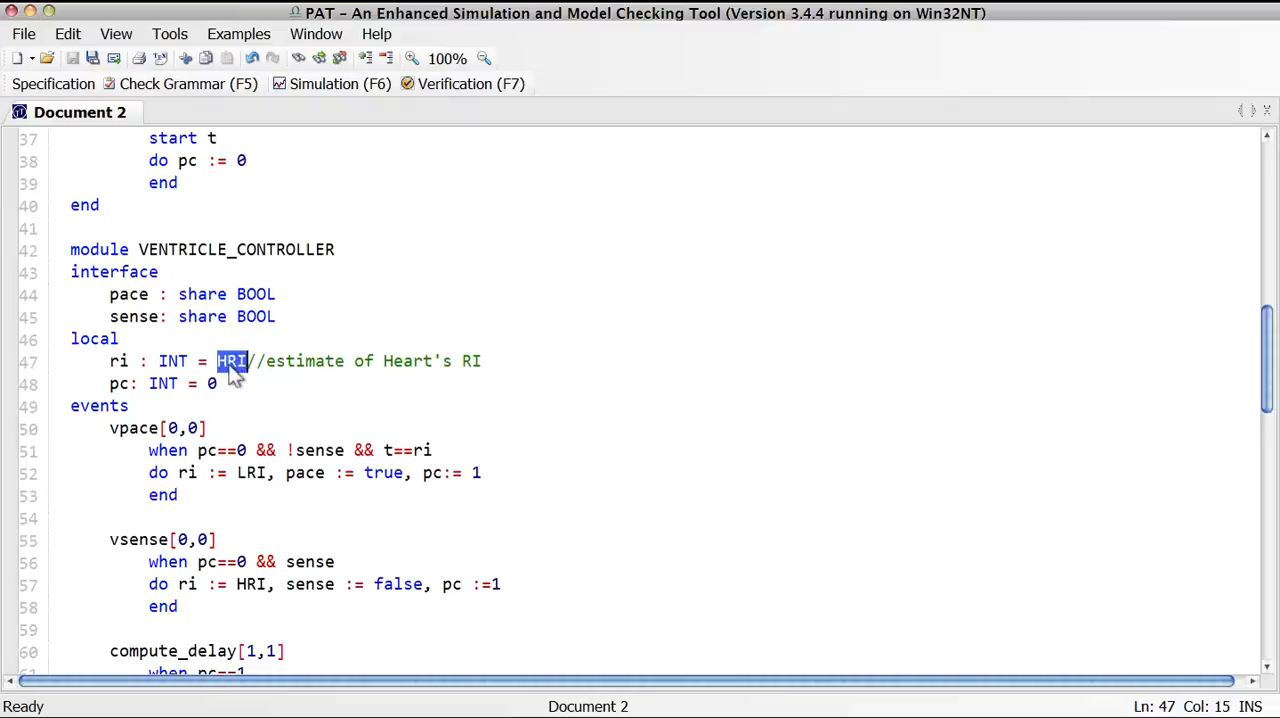 PAT - An Enhanced Simulation and Model Checking Tool (Version 3.4.4 running on Win32NT)
File Edit View Tools Examples Window Help
100%
Specification Check Grammar (F5) Simulation (F6) Verification (F7)
Document 2
37 start t
38 do pc := 0
39 end
40 end
41
42 module VENTRICLE_CONTROLLER
43 interface
44 pace : share BOOL
45 sense: share BOOL
46 local
47 ri : INT = HRI//estimate of Heart's RI
48 pc: INT = 0
49 events
50 vpace[0,0]
51 when pc==0 && !sense && t==ri
52 do ri := LRI, pace := true, pc:= 1
53 end
54
55 vsense[0,0]
56 when pc==0 && sense
57 do ri := HRI, sense := false, pc :=1
58 end
59
60 compute_delay[1,1]
61 when pc==1
Ready Document 2 Ln: 47 Col: 15 INS